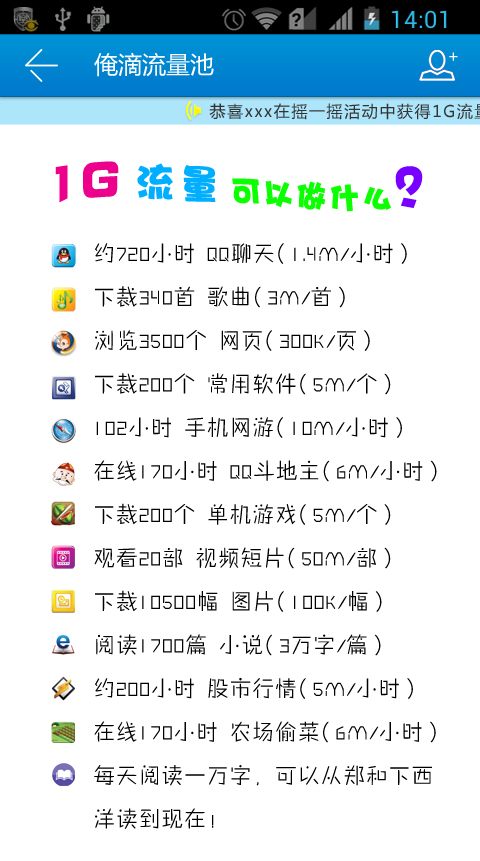 14:01
俺滴流量池
恭喜xxx在摇一摇活动中获得1G流量
1G 流量 可以做什么?
约720小时 QQ聊天(1.4M/小时)
下载340首 歌曲(3M/首)
浏览3500个 网页(300K/页)
下载200个 常用软件(5M/个)
102小时 手机网游(10M/小时)
在线170小时 QQ斗地主(6M/小时)
下载200个 单机游戏(5M/个)
观看20部 视频短片(50M/部)
下载10500幅 图片(100K/幅)
阅读1700篇 小说(3万字/篇)
约200小时 股市行情(5M/小时)
在线170小时 农场偷菜(6M/小时)
每天阅读一万字，可以从郑和下西
洋读到现在!